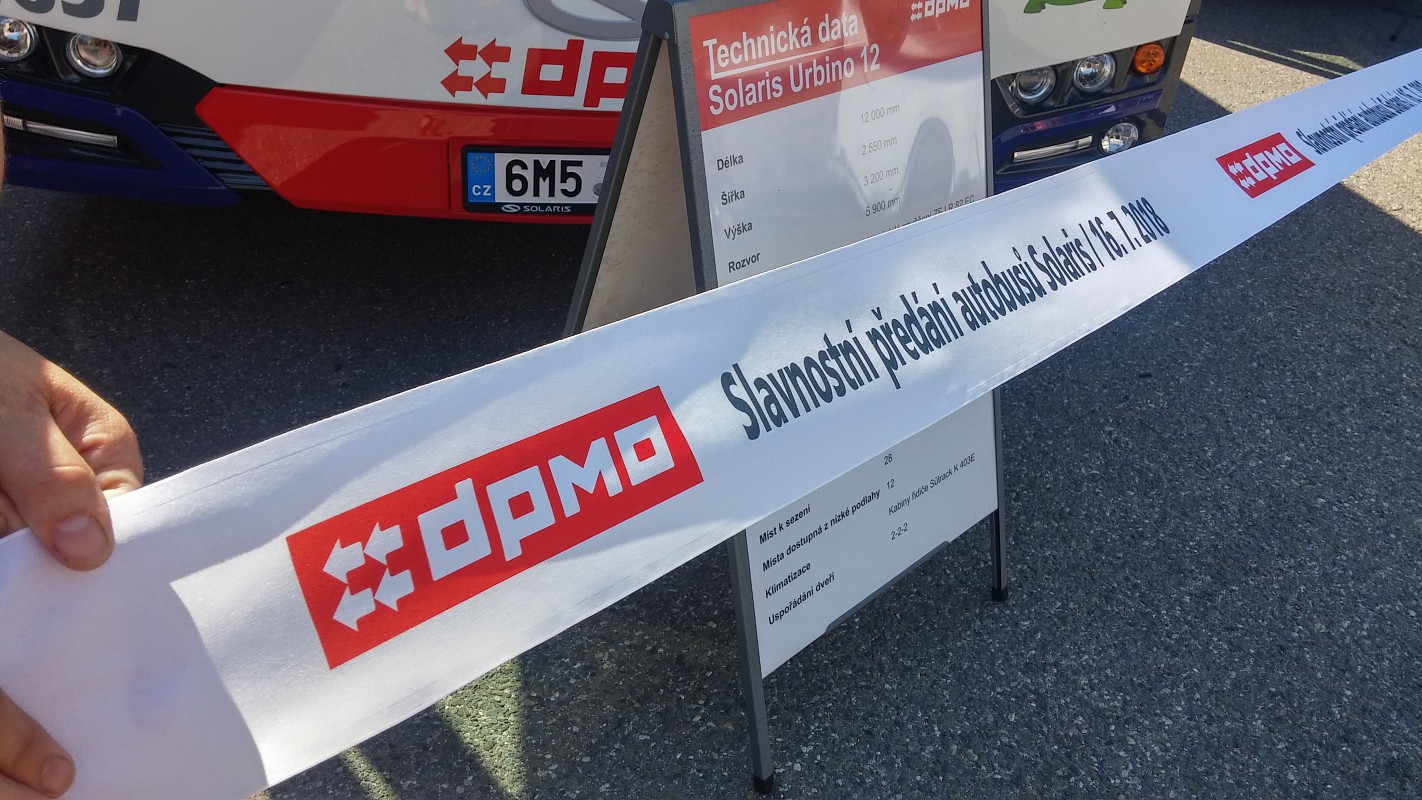 dpmo
Technická data
Solaris Urbino 12
Délka 12 000 mm
Šířka 2 550 mm
Výška 3 200 mm
Rozvor 5 900 mm
CZ 6M5
SOLARIS
dpmo Slavnostní předání autobusů Solaris | 16. 7. 2018 dpmo
28
Míst k sezení 12
Místa dostupná z nízké podlahy
Klimatizace Kabiny řidiče Sütrack K 403E
Uspořádání dveří 2-2-2